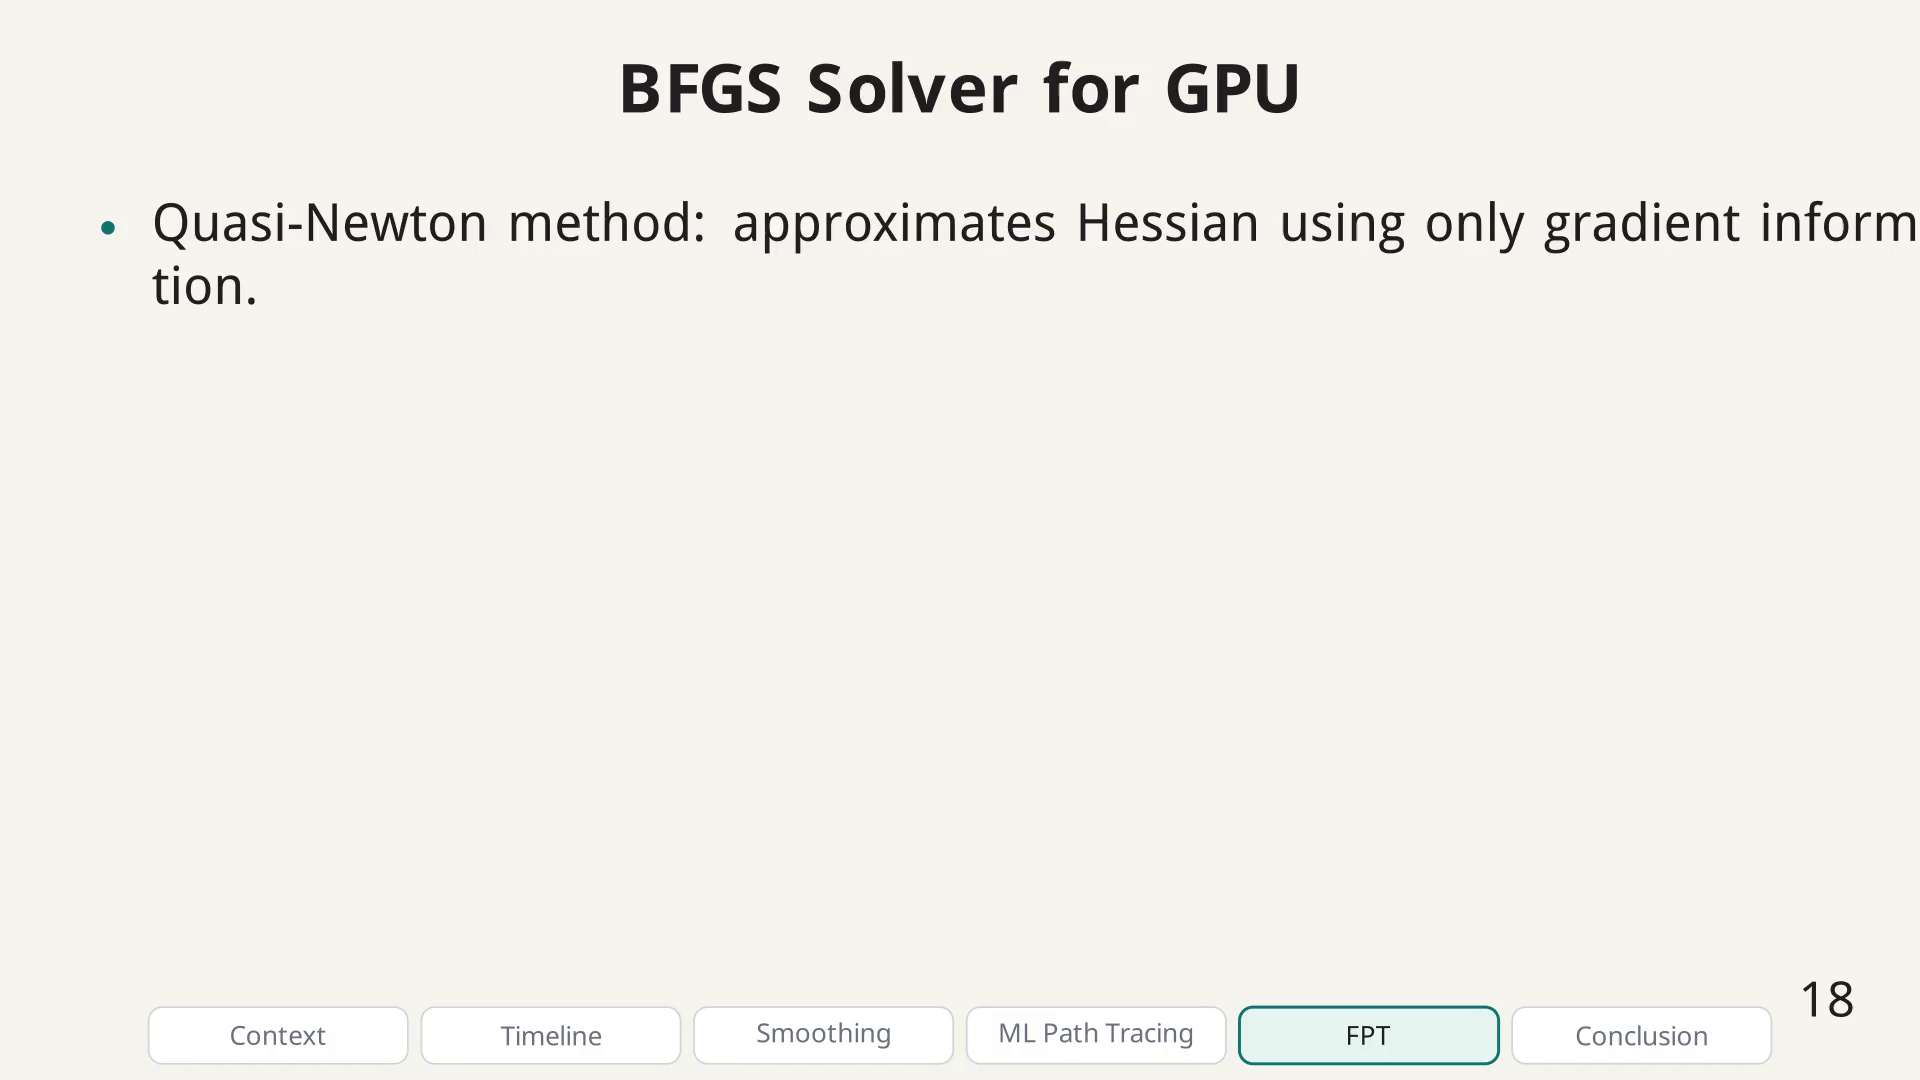 BFGS Solver for GPU
• Quasi-Newton method: approximates Hessian using only gradient inform
tion.
18
Context
Timeline
Smoothing
ML Path Tracing
FPT
Conclusion